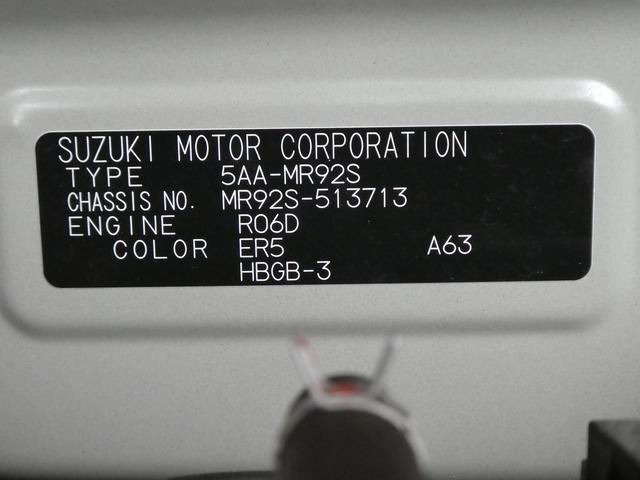 SUZUKI MOTOR CORPORATION
TYPE 5AA-MR92S
CHASSIS NO. MR92S-513713
ENGINE R06D
COLOR ER5 A63
HBGB-3